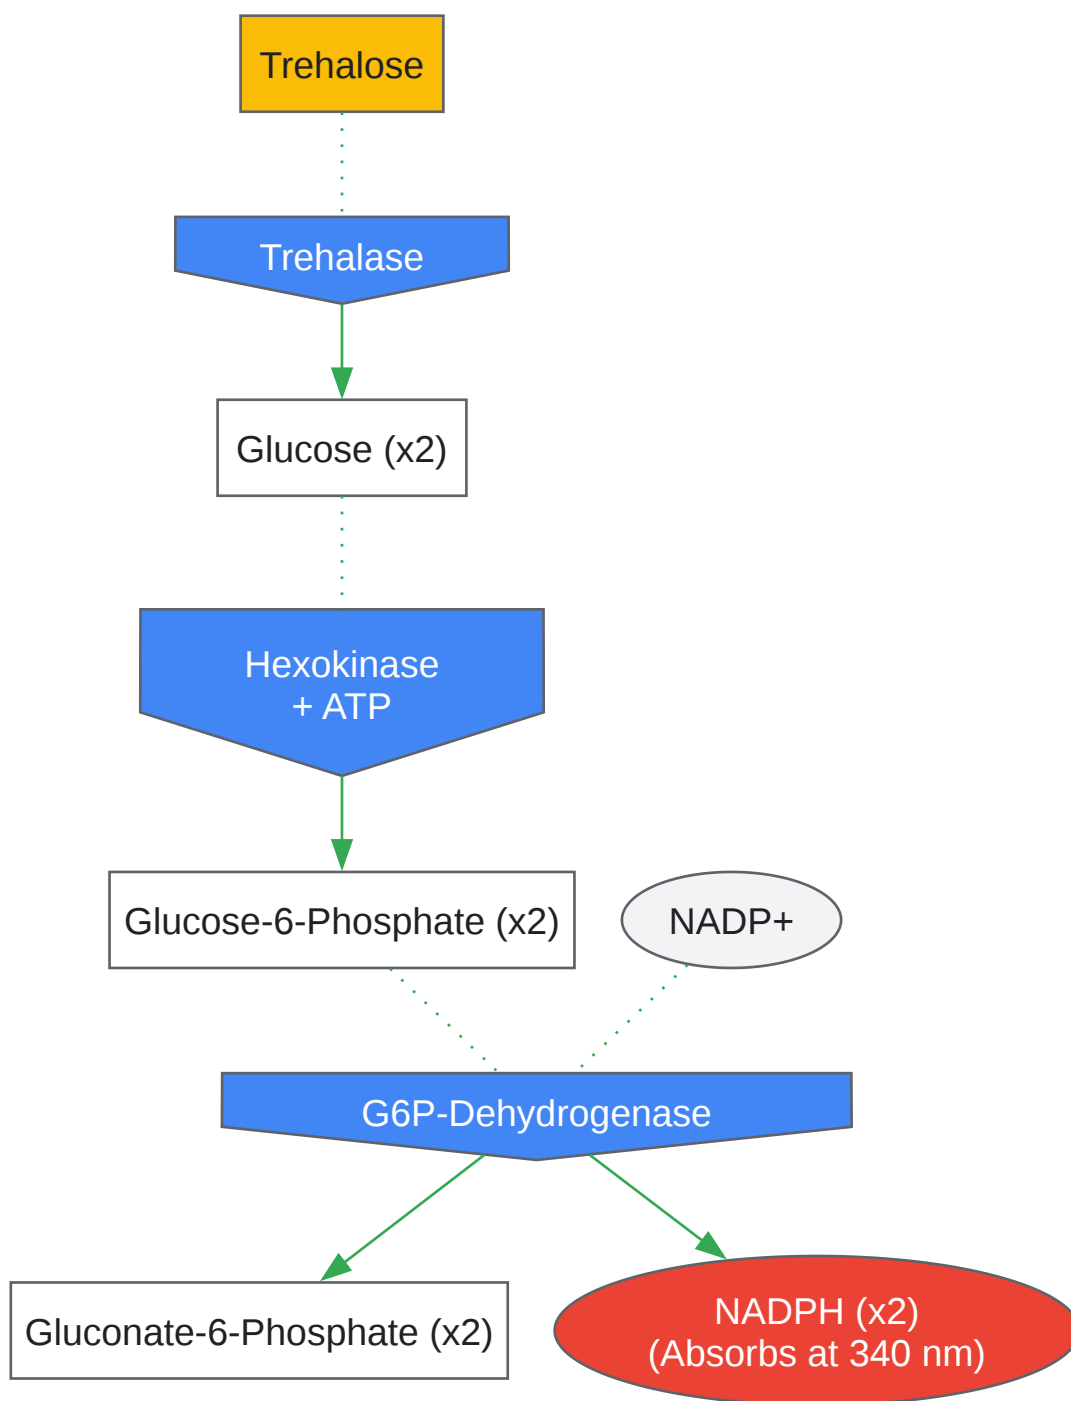 Trehalose
Trehalase
Glucose (x2)
Hexokinase
+ ATP
Glucose-6-Phosphate (x2)
NADP+
G6P-Dehydrogenase
Gluconate-6-Phosphate (x2)
NADPH (x2)
(Absorbs at 340 nm)